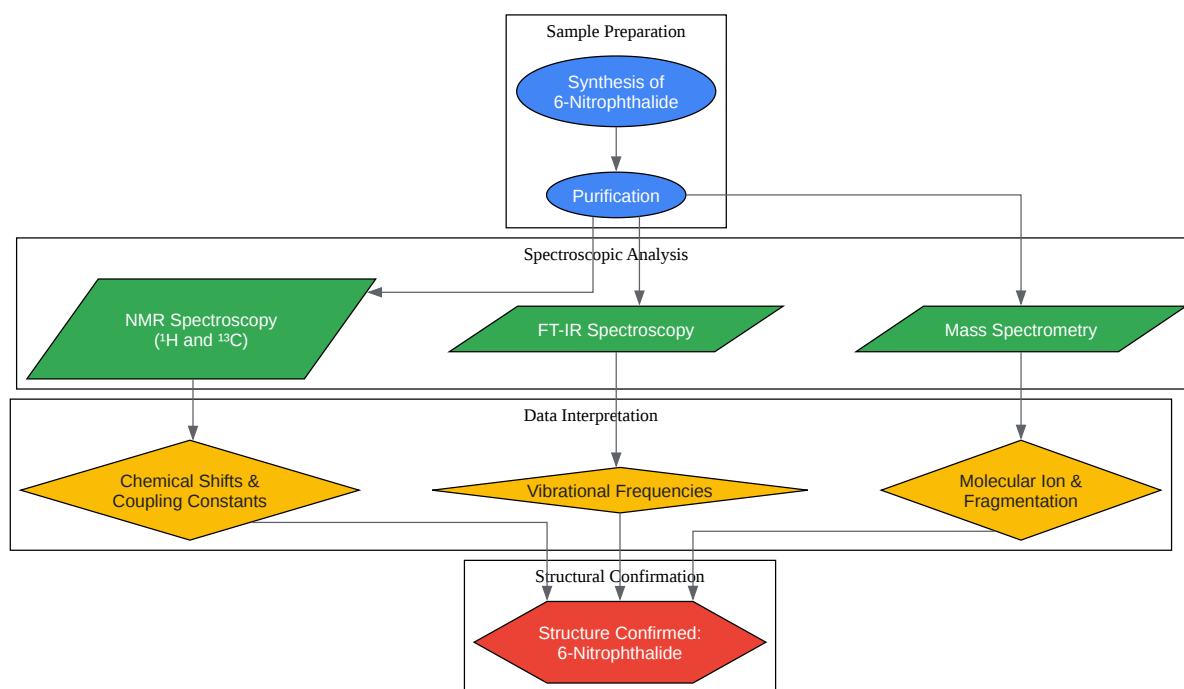 Sample Preparation
Synthesis of
6-Nitrophthalide
Purification
Spectroscopic Analysis
NMR Spectroscopy
(¹H and ¹³C)
FT-IR Spectroscopy
Mass Spectrometry
Data Interpretation
Chemical Shifts &
Coupling Constants
Vibrational Frequencies
Molecular Ion &
Fragmentation
Structural Confirmation
Structure Confirmed:
6-Nitrophthalide